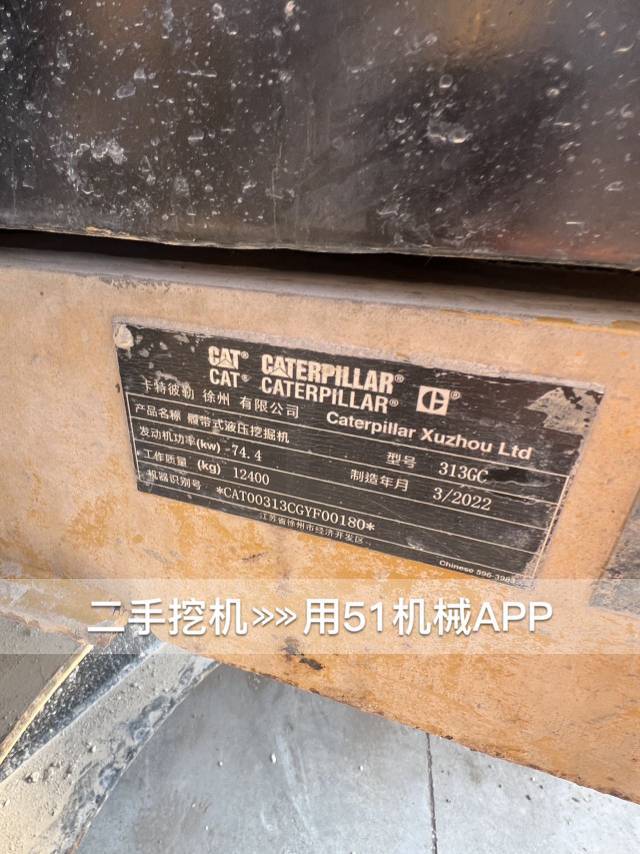 CAT® CATERPILLAR®
CAT® CATERPILLAR® C®
卡特彼勒 徐州 有限公司 Caterpillar Xuzhou Ltd
产品名称 履带式液压挖掘机 型号 313GC
发动机功率(kw) -74.4 制造年月 3/2022
工作质量 (kg) 12400
机器识别号 *CAT00313CGYF00180*
江苏省徐州市经济开发区
Chinese 596-3983
二手挖机»»用51机械APP